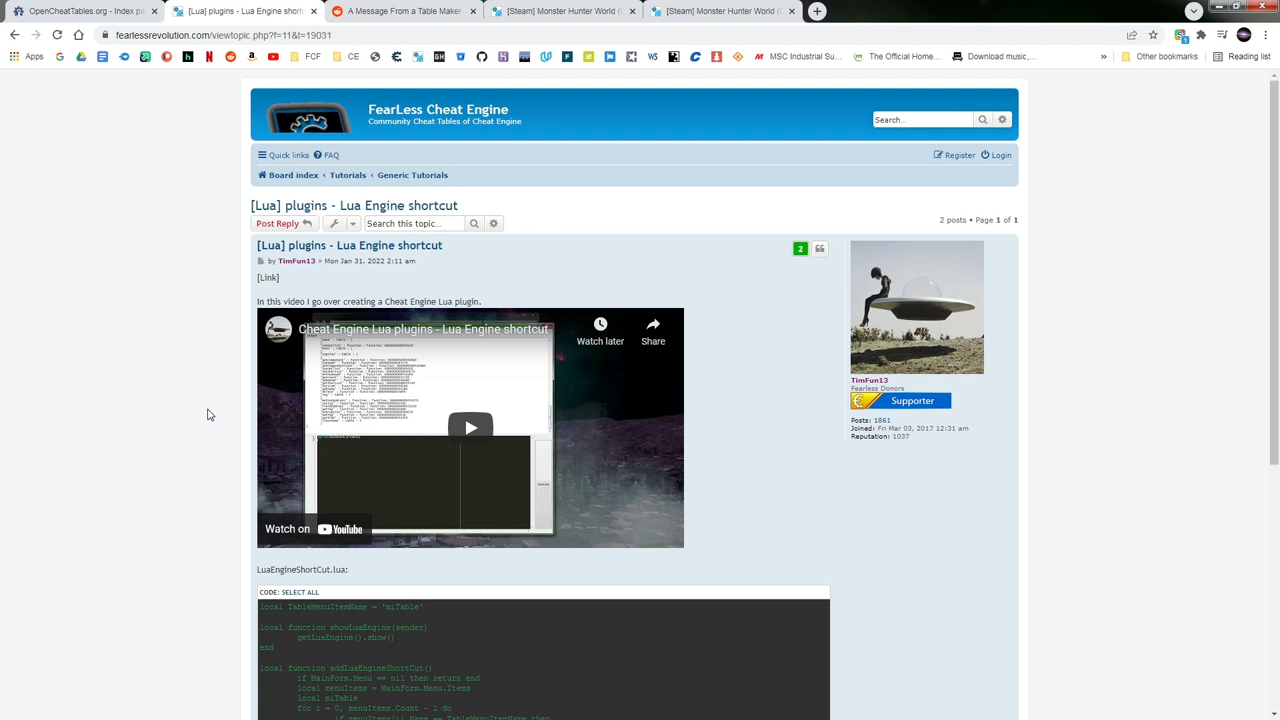 OpenCheatTables.org - Index pa
[Lua] plugins - Lua Engine short
A Message From a Table Maker
[Steam] Monster Hunter World (
[Steam] Monster Hunter World (
fearlessrevolution.com/viewtopic.php?f=11&t=19031
Apps
FCF
CE
MSC Industrial Su...
The Official Home...
Download music,...
»
Other bookmarks
Reading list
FearLess Cheat Engine
Community Cheat Tables of Cheat Engine
Search...
Quick links FAQ
Register Login
Board index ‹ Tutorials ‹ Generic Tutorials
[Lua] plugins - Lua Engine shortcut
Post Reply
Search this topic...
2 posts • Page 1 of 1
[Lua] plugins - Lua Engine shortcut
2
by TimFun13 » Mon Jan 31, 2022 2:11 am
[Link]
In this video I go over creating a Cheat Engine Lua plugin.
Cheat Engine Lua plugins - Lua Engine shortcut
Watch later
Share
Watch on YouTube
TimFun13
Fearless Donors
Supporter
Posts: 1861
Joined: Fri Mar 03, 2017 12:31 am
Reputation: 1037
LuaEngineShortCut.lua:
CODE: SELECT ALL
local TableMenuItemName = 'miTable'
local function showLuaEngine(sender)
getLuaEngine().show()
end
local function addLuaEngineShortCut()
if MainForm.Menu == nil then return end
local menuItems = MainForm.Menu.Items
local miTable
for i = 0, menuItems.Count - 1 do
if menuItems[i].Name == TableMenuItemName then